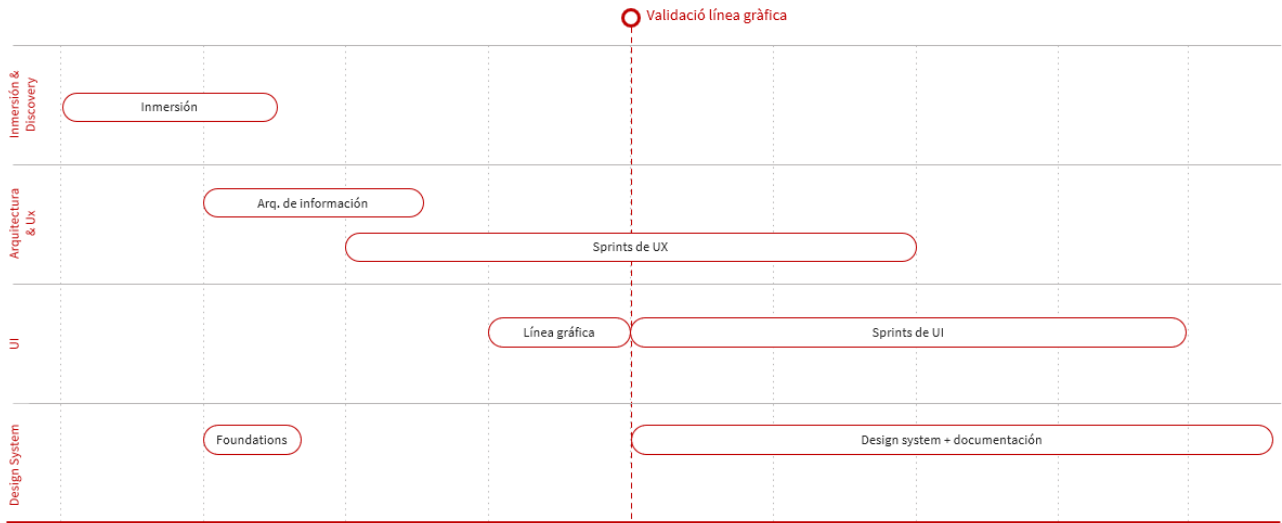 Validació línea gràfica
Inmersión &
Discovery
Inmersión
Arquitectura
& Ux
Arq. de información
Sprints de UX
UI
Línea gráfica
Sprints de UI
Design System
Foundations
Design system + documentación